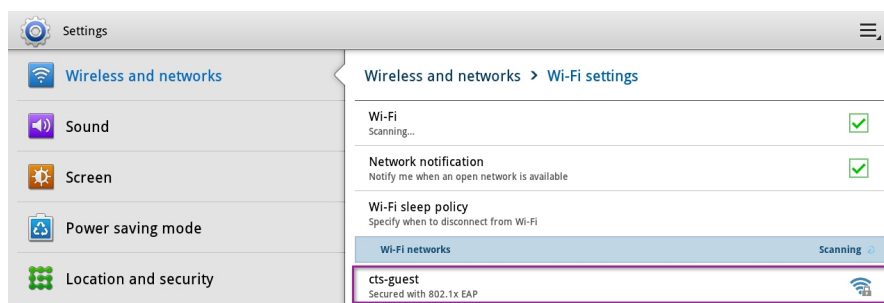 Settings
Wireless and networks
Sound
Screen
Power saving mode
Location and security
Wireless and networks > Wi-Fi settings
Wi-Fi
Scanning...
Network notification
Notify me when an open network is available
Wi-Fi sleep policy
Specify when to disconnect from Wi-Fi
Wi-Fi networks Scanning
cts-guest
Secured with 802.1x EAP